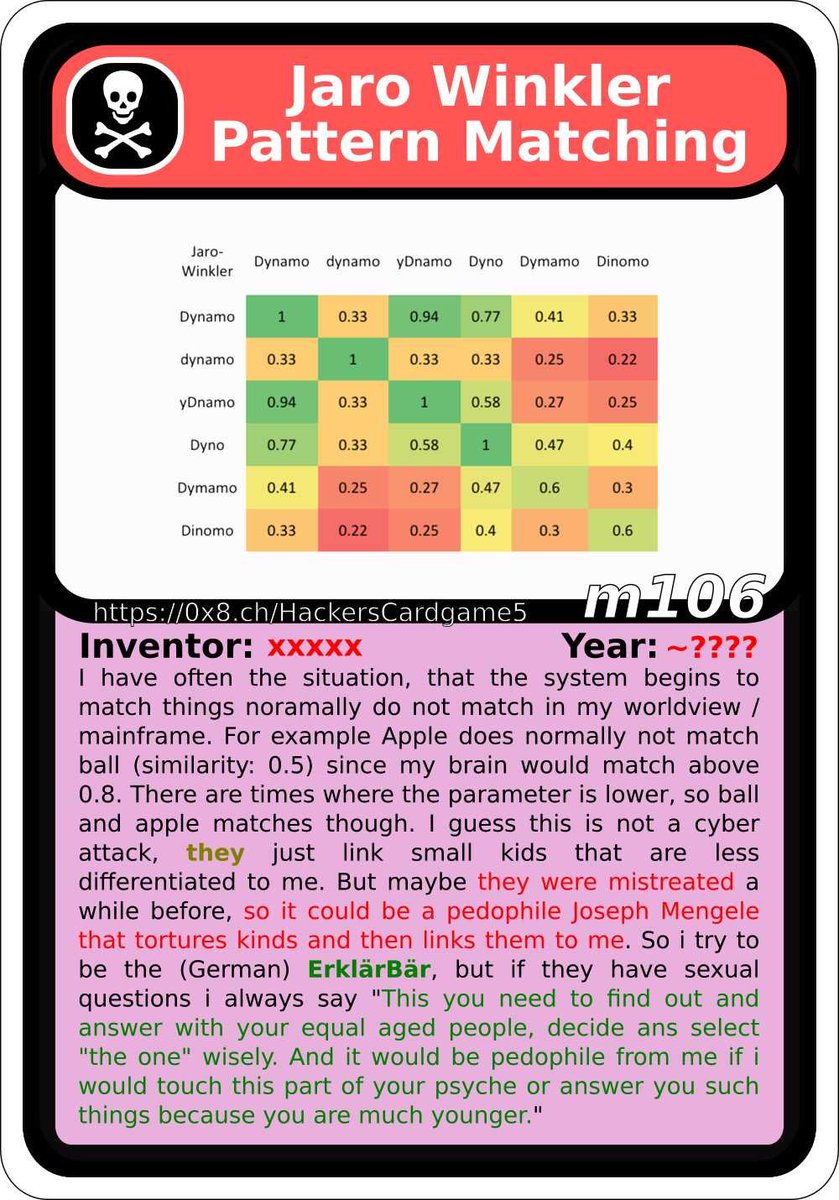 Jaro Winkler
Pattern Matching
Jaro-
Winkler Dynamo dynamo yDnamo Dyno Dymamo Dinomo
Dynamo 1 0.33 0.94 0.77 0.41 0.33
dynamo 0.33 1 0.33 0.33 0.25 0.22
yDnamo 0.94 0.33 1 0.58 0.27 0.25
Dyno 0.77 0.33 0.58 1 0.47 0.4
Dymamo 0.41 0.25 0.27 0.47 0.6 0.3
Dinomo 0.33 0.22 0.25 0.4 0.3 0.6
https://0x8.ch/HackersCardgame5 m106
Inventor: xxxxx Year: ~????
I have often the situation, that the system begins to
match things noramally do not match in my worldview /
mainframe. For example Apple does normally not match
ball (similarity: 0.5) since my brain would match above
0.8. There are times where the parameter is lower, so ball
and apple matches though. I guess this is not a cyber
attack, they just link small kids that are less
differentiated to me. But maybe they were mistreated a
while before, so it could be a pedophile Joseph Mengele
that tortures kinds and then links them to me. So i try to
be the (German) ErklärBär, but if they have sexual
questions i always say "This you need to find out and
answer with your equal aged people, decide ans select
"the one" wisely. And it would be pedophile from me if i
would touch this part of your psyche or answer you such
things because you are much younger."